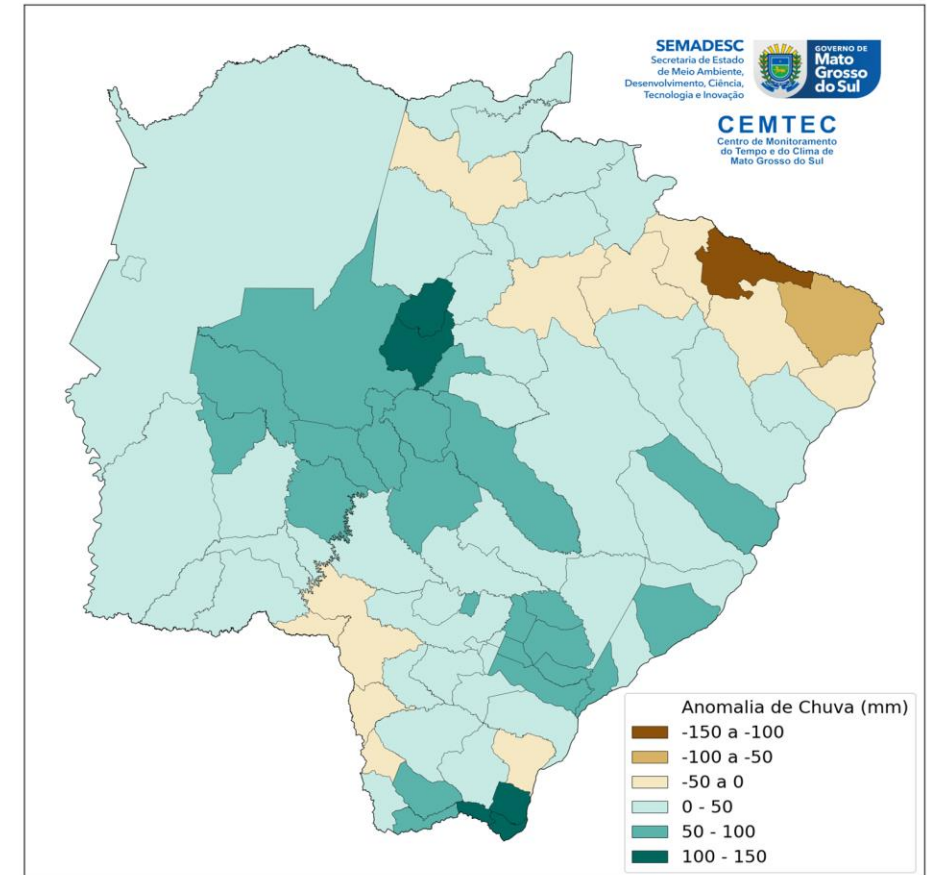 SEMADESC
Secretaria de Estado
de Meio Ambiente,
Desenvolvimento, Ciência,
Tecnologia e Inovação
GOVERNO DE
Mato
Grosso
do Sul
CEMTEC
Centro de Monitoramento
do Tempo e do Clima de
Mato Grosso do Sul
Anomalia de Chuva (mm)
-150 a -100
-100 a -50
-50 a 0
0 - 50
50 - 100
100 - 150